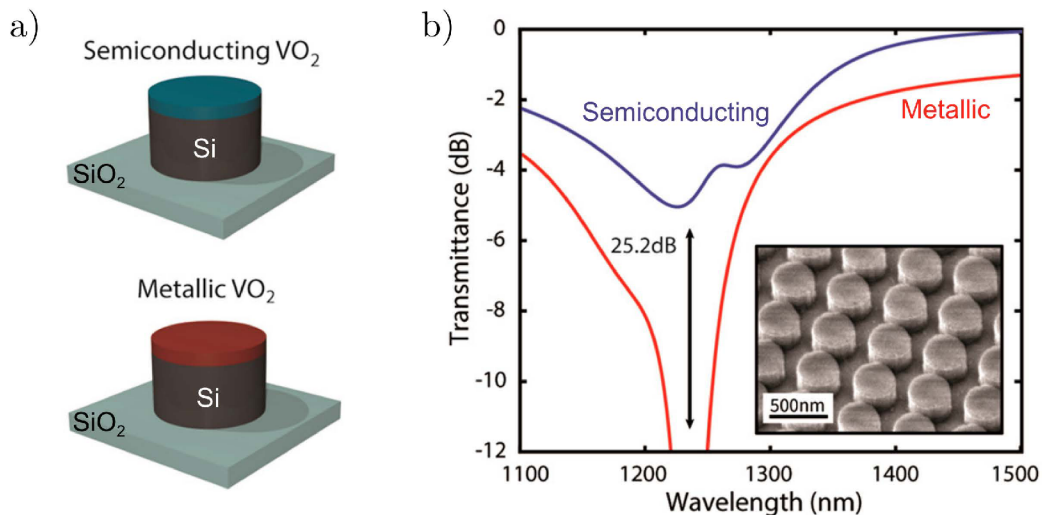 a)
Semiconducting VO₂
Si
SiO₂
Metallic VO₂
Si
SiO₂
b)
Transmittance (dB)
0
-2
-4
-6
-8
-10
-12
Semiconducting
Metallic
25.2dB
500nm
1100
1200
1300
1400
1500
Wavelength (nm)